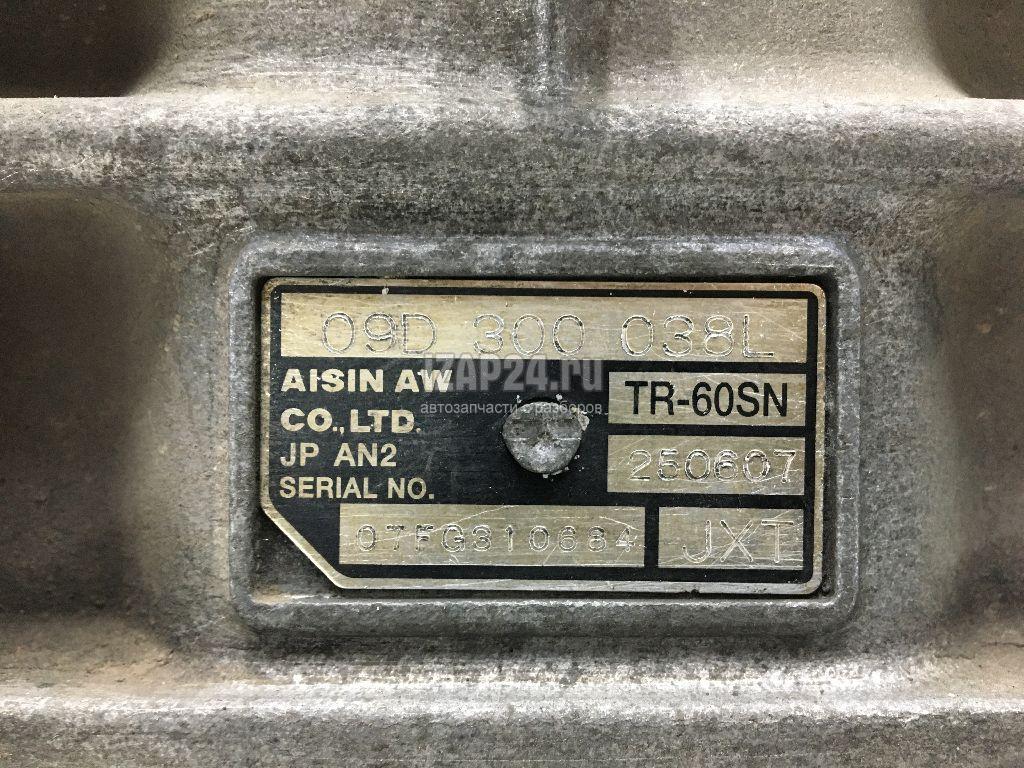 09D 300 038L
AISIN AW
CO.,LTD.
TR-60SN
JP AN2
250607
SERIAL NO.
07FG310684
JXT
IZAP24.ru
автозапчасти с разборов